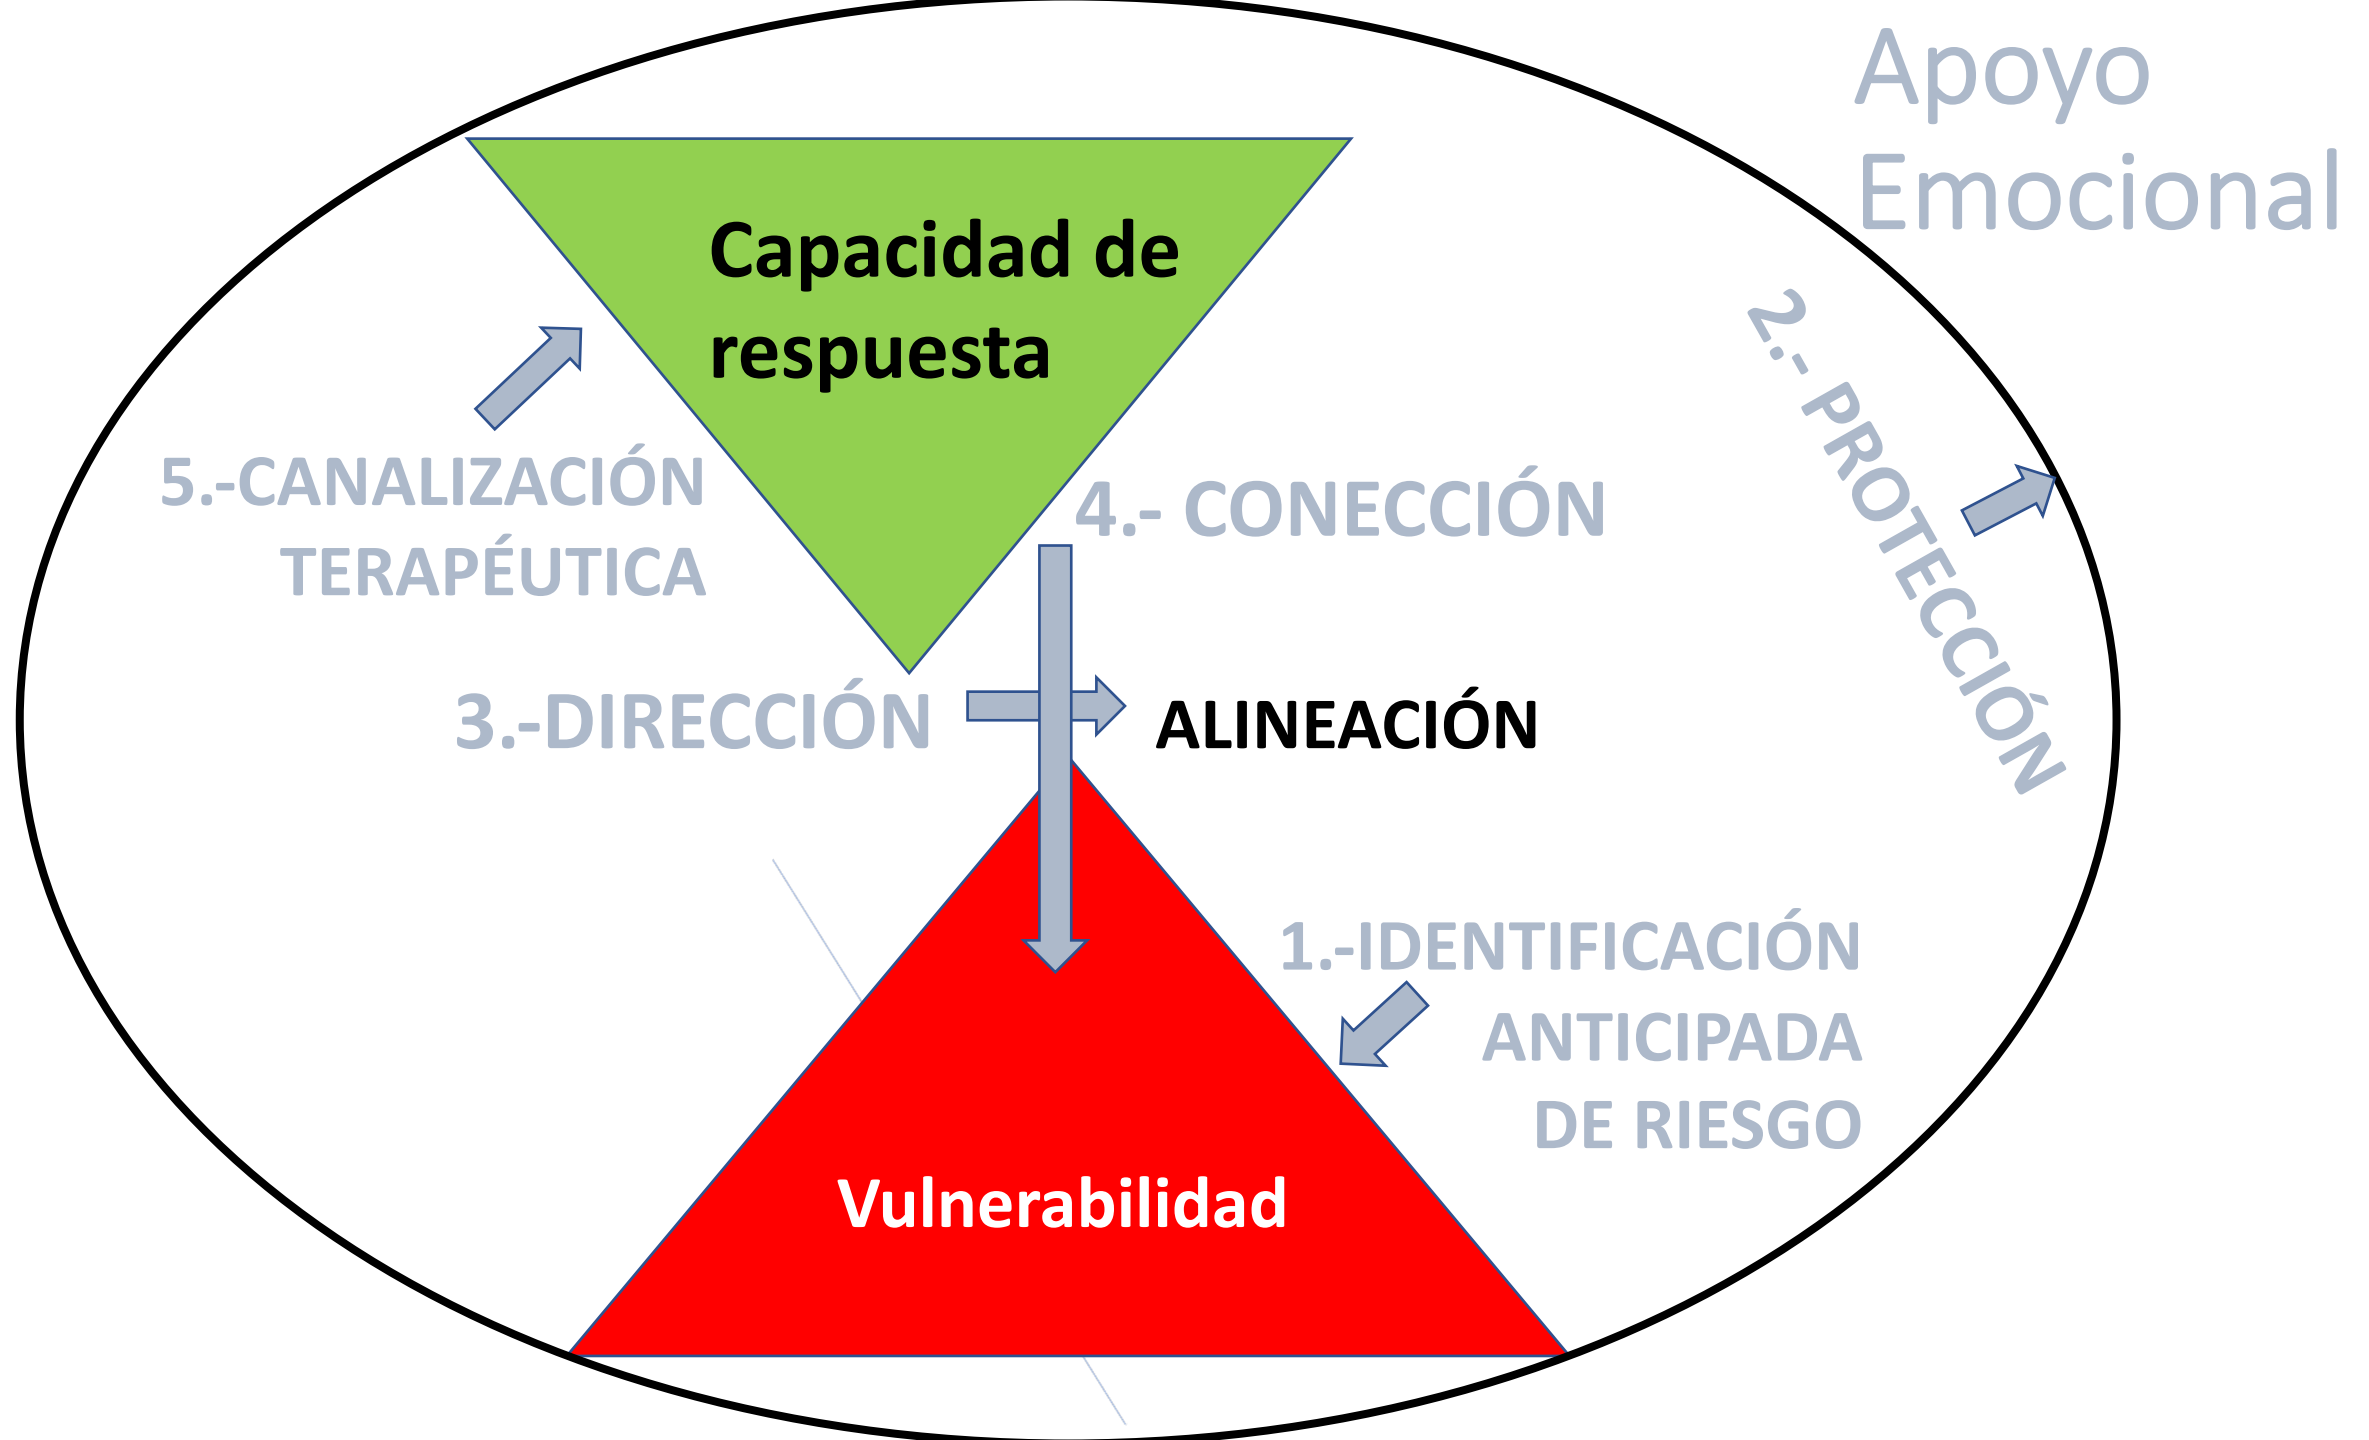 Apoyo
Emocional
Capacidad de
respuesta
2.- PROTECCIÓN
5.-CANALIZACIÓN
TERAPÉUTICA
4.- CONECCIÓN
3.-DIRECCIÓN
ALINEACIÓN
1.-IDENTIFICACIÓN
ANTICIPADA
DE RIESGO
Vulnerabilidad